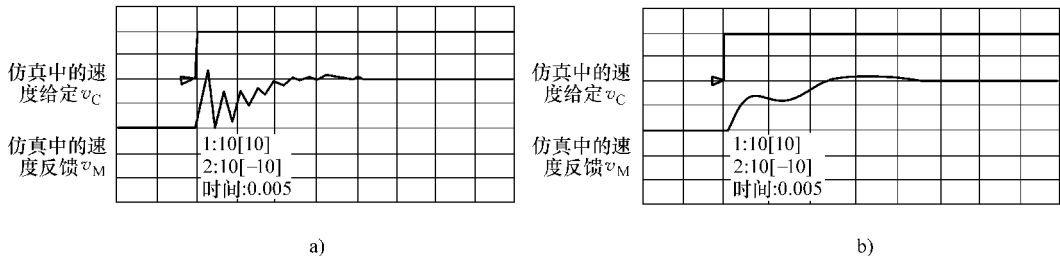 仿真中的速
度给定vC
仿真中的速
度反馈vM
1:10[10]
2:10[–10]
时间:0.005
a)
仿真中的速
度给定vC
仿真中的速
度反馈vM
1:10[10]
2:10[–10]
时间:0.005
b)